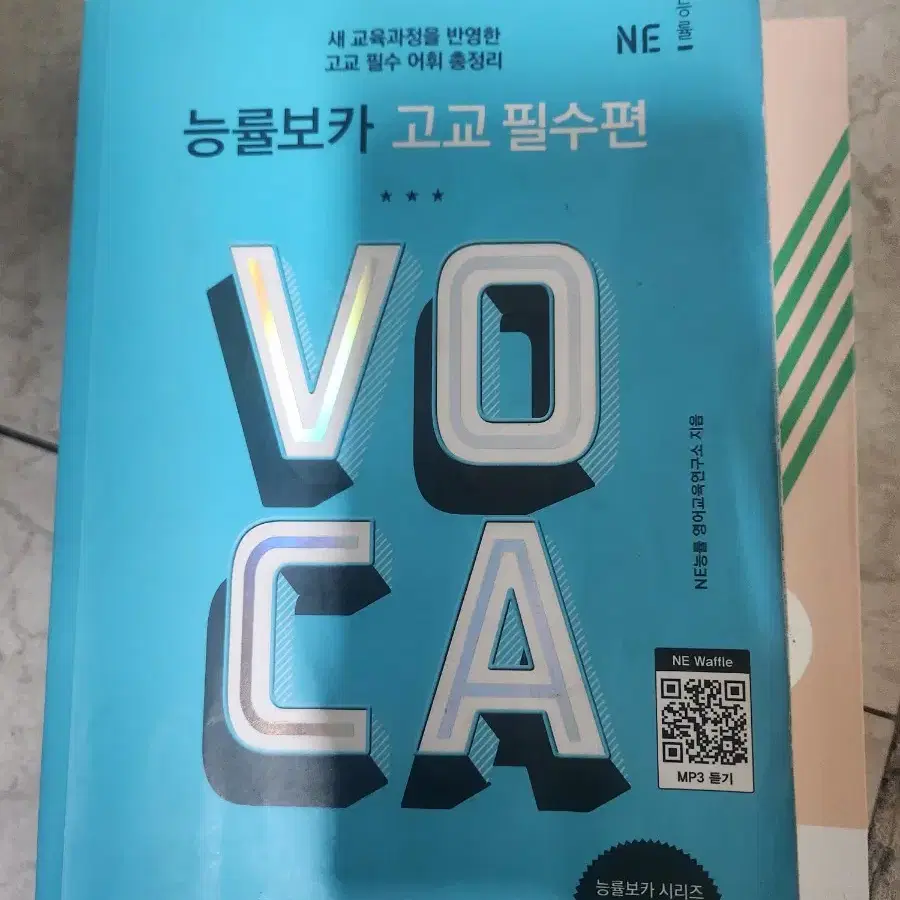 새 교육과정을 반영한
고교 필수 어휘 총정리
NE 능률
능률보카 고교 필수편
VO
CA
NE능률 영어교육연구소 지음
NE Waffle
MP3 듣기
능률보카 시리즈